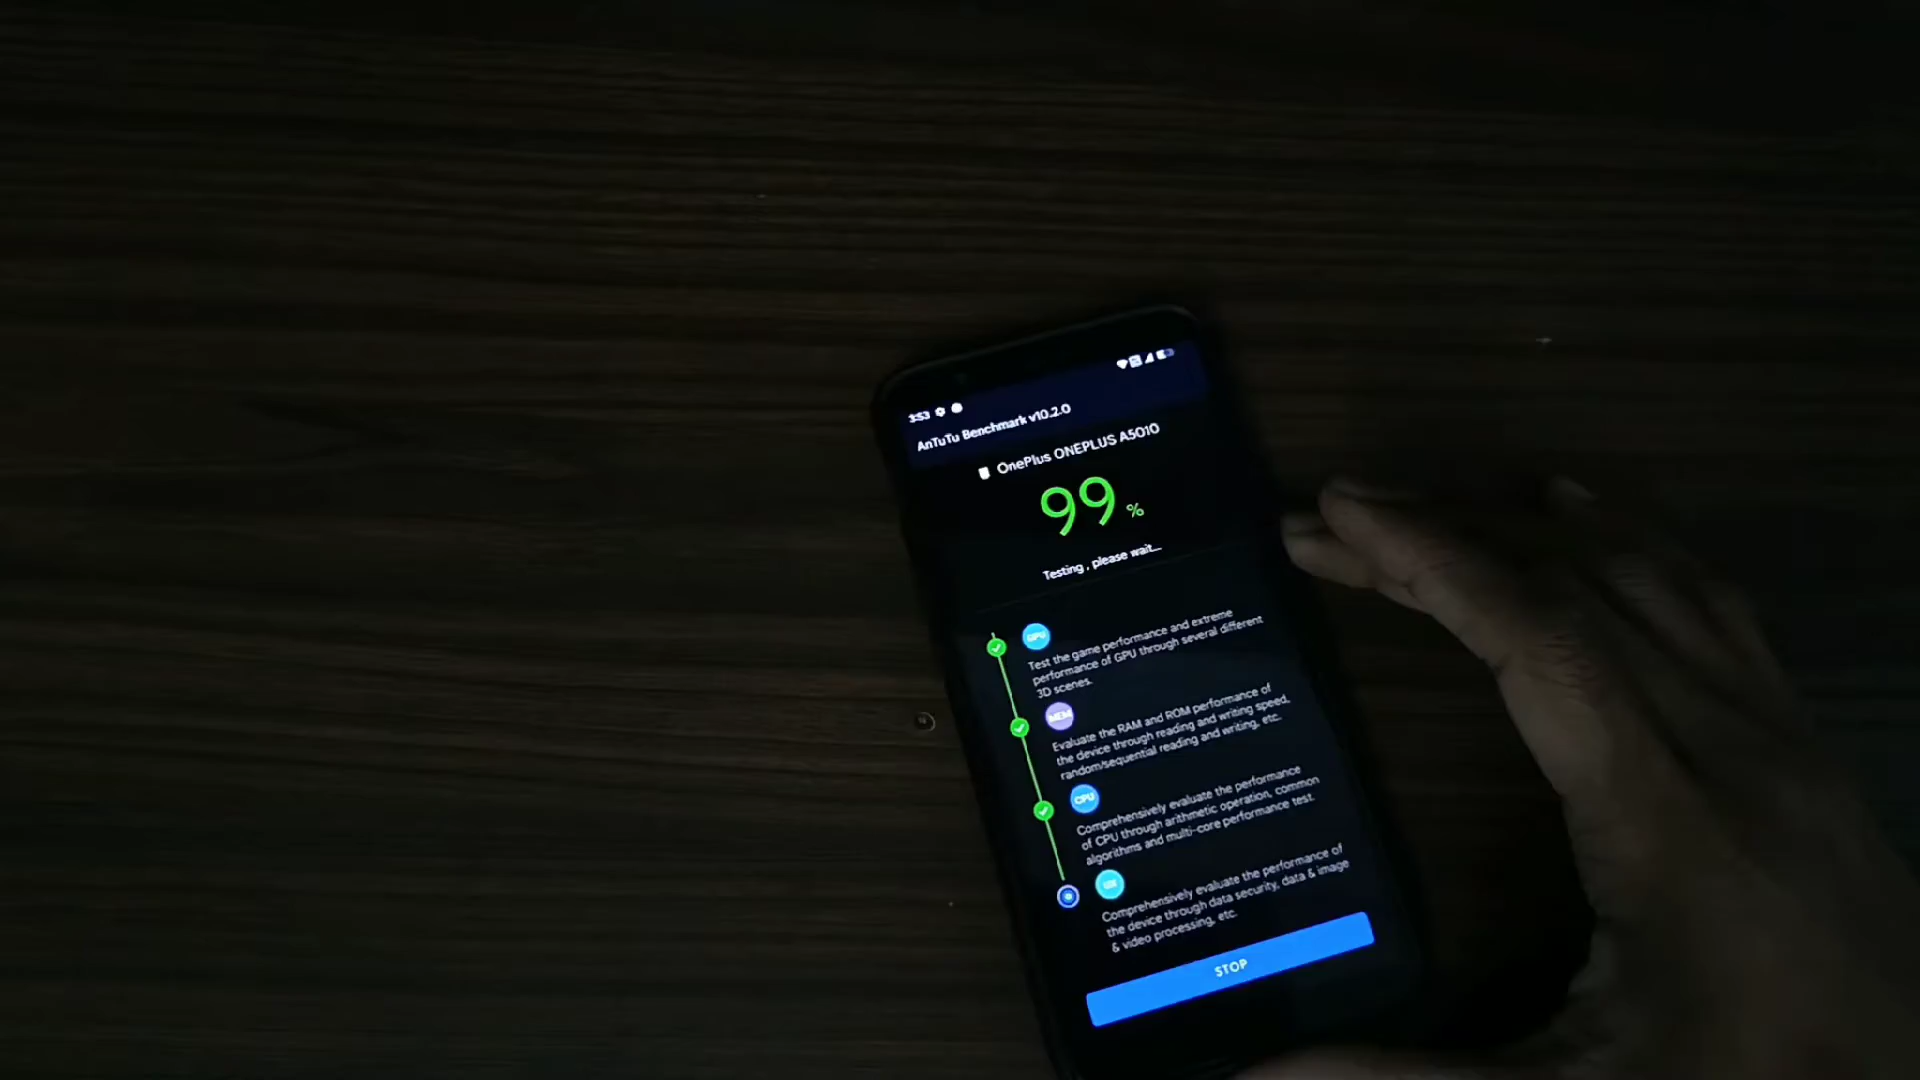 3:53
AnTuTu Benchmark v10.2.0
OnePlus ONEPLUS A5010
99 %
Testing , please wait...
GPU
Test the game performance and extreme
performance of GPU through several different
3D scenes.
MEM
Evaluate the RAM and ROM performance of
the device through reading and writing speed,
random/sequential reading and writing, etc.
CPU
Comprehensively evaluate the performance
of CPU through arithmetic operation, common
algorithms and multi-core performance test.
UX
Comprehensively evaluate the performance of
the device through data security, data & image
& video processing, etc.
STOP